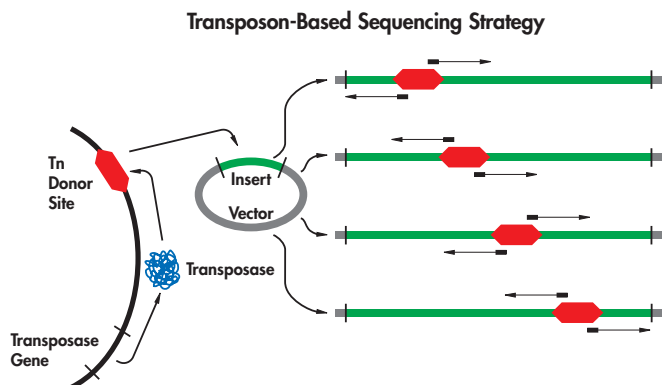 Transposon-Based Sequencing Strategy
Tn
Donor
Site
Insert
Vector
Transposase
Transposase
Gene